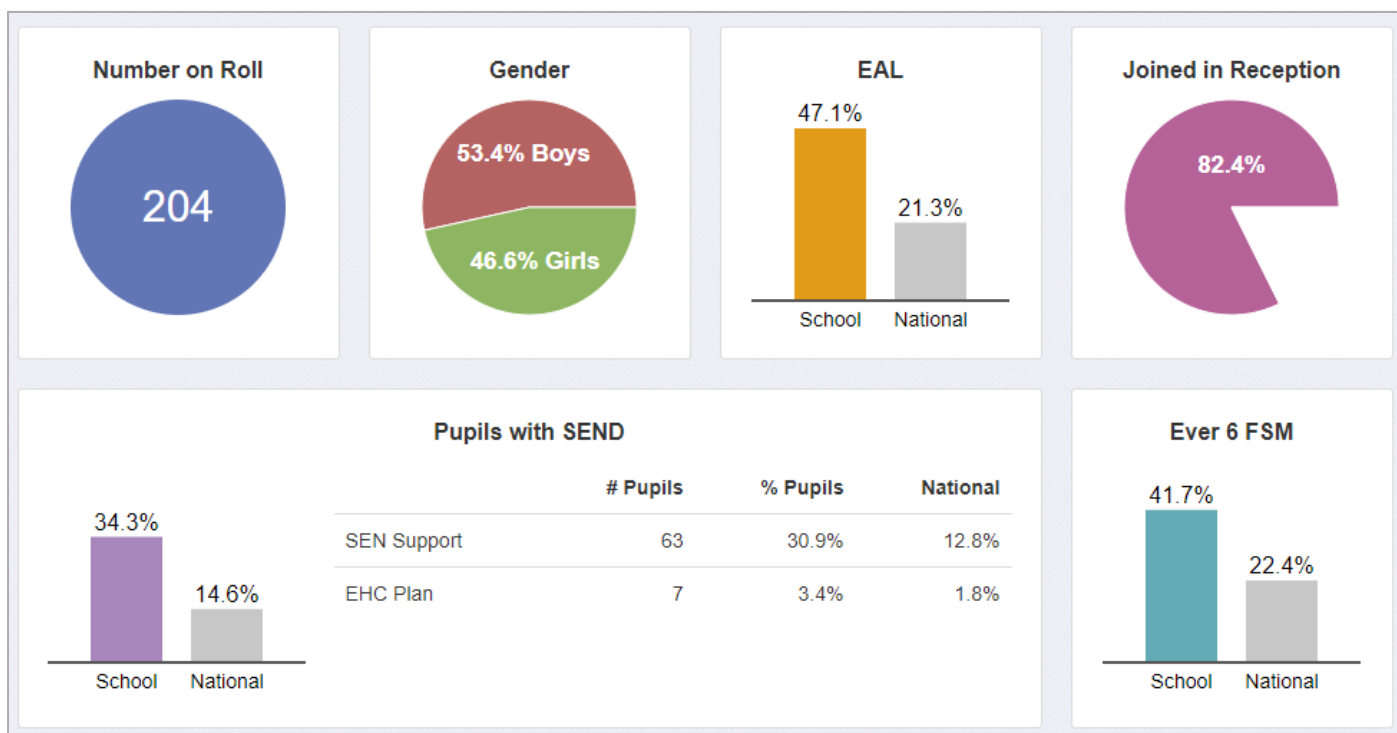 Number on Roll
204
Gender
53.4% Boys
46.6% Girls
EAL
47.1%
21.3%
School National
Joined in Reception
82.4%
Pupils with SEND
34.3%
14.6%
School National
# Pupils % Pupils National
SEN Support 63 30.9% 12.8%
EHC Plan 7 3.4% 1.8%
Ever 6 FSM
41.7%
22.4%
School National